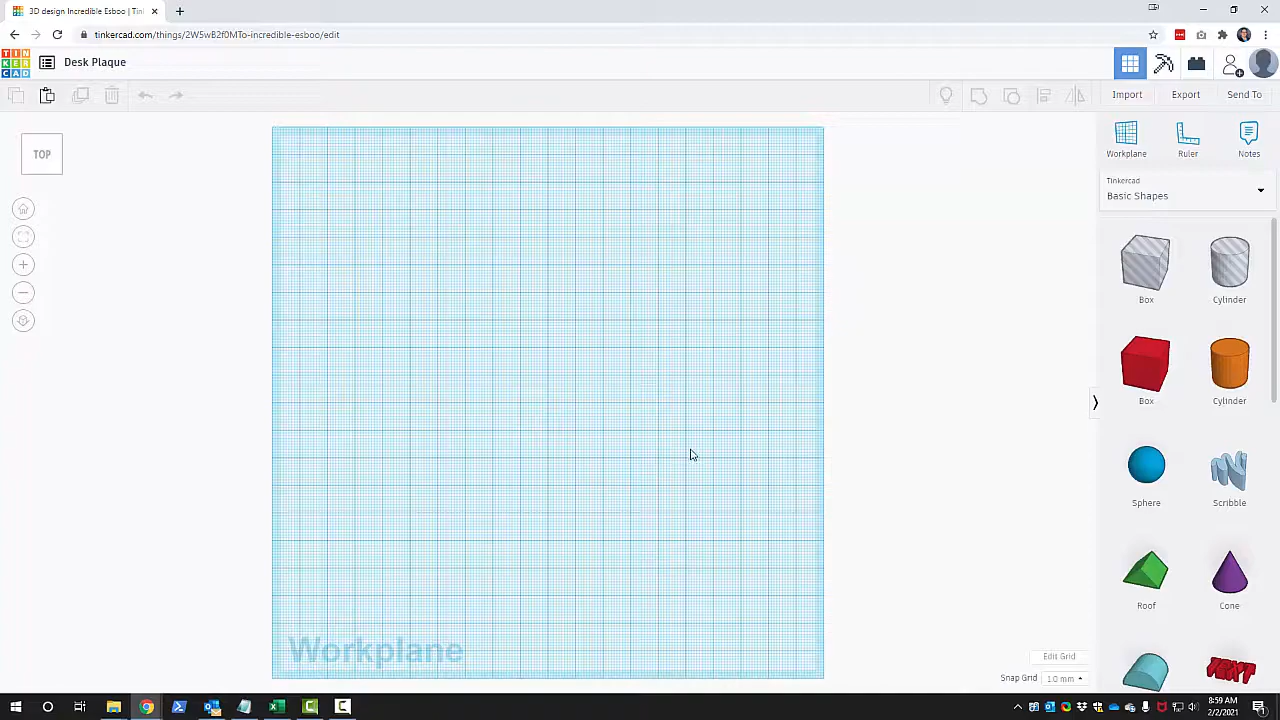 3D design Incredible Esboo | Tin
tinkercad.com/things/2W5wB2f0MTo-incredible-esboo/edit
TIN
KER
CAD
Desk Plaque
Import
Export
Send To
TOP
Workplane
Ruler
Notes
Tinkercad
Basic Shapes
Box
Cylinder
Box
Cylinder
Sphere
Scribble
Roof
Cone
TEXT
Workplane
Edit Grid
Snap Grid
1.0 mm
8:59 AM
2/2/2021